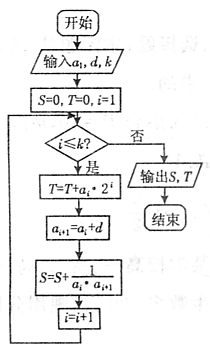 开始
输入a₁, d, k
S=0, T=0, i=1
i≤k?
否
是
输出S, T
T=T+aᵢ·2ⁱ
结束
aᵢ₊₁=aᵢ+d
S=S+1/(aᵢ·aᵢ₊₁)
i=i+1